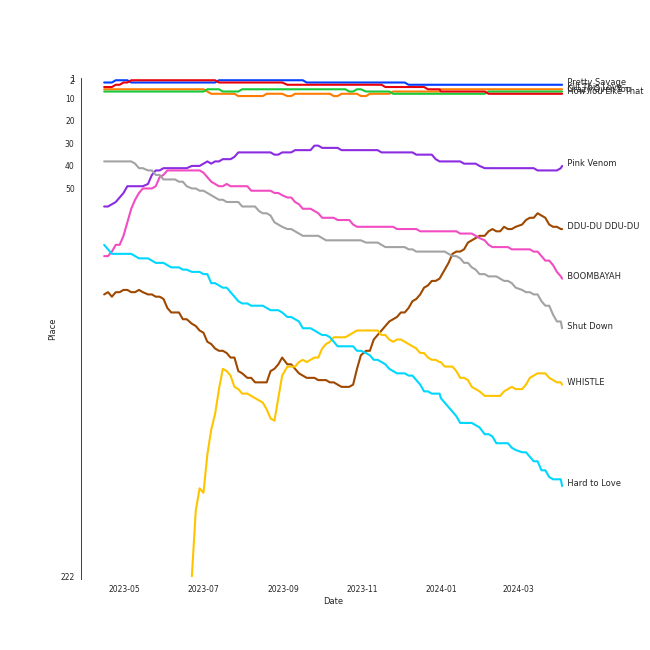 1
2
10
20
30
40
50
222
Place
2023-05
2023-07
2023-09
2023-11
2024-01
2024-03
Date
Pretty Savage
How You Like That
Pink Venom
DDU-DU DDU-DU
BOOMBAYAH
Shut Down
WHISTLE
Hard to Love